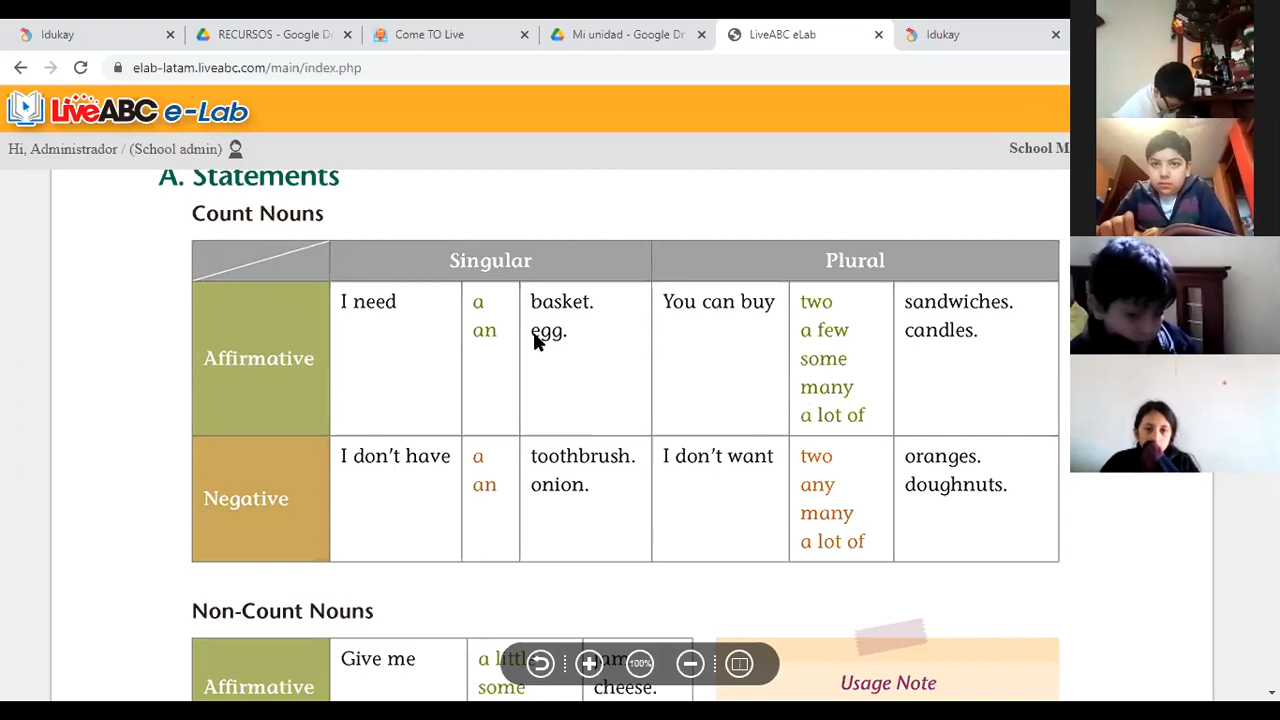 Idukay
RECURSOS - Google Dr
Come TO Live
Mi unidad - Google Dr
LiveABC eLab
Idukay
elab-latam.liveabc.com/main/index.php
LiveABC e-Lab
Hi, Administrador / (School admin)
School M
A. Statements
Count Nouns
Singular
Plural
Affirmative
I need
a
an
basket.
egg.
You can buy
two
a few
some
many
a lot of
sandwiches.
candles.
Negative
I don't have
a
an
toothbrush.
onion.
I don't want
two
any
many
a lot of
oranges.
doughnuts.
Non-Count Nouns
Affirmative
Give me
a little
some
jam.
cheese.
100%
Usage Note